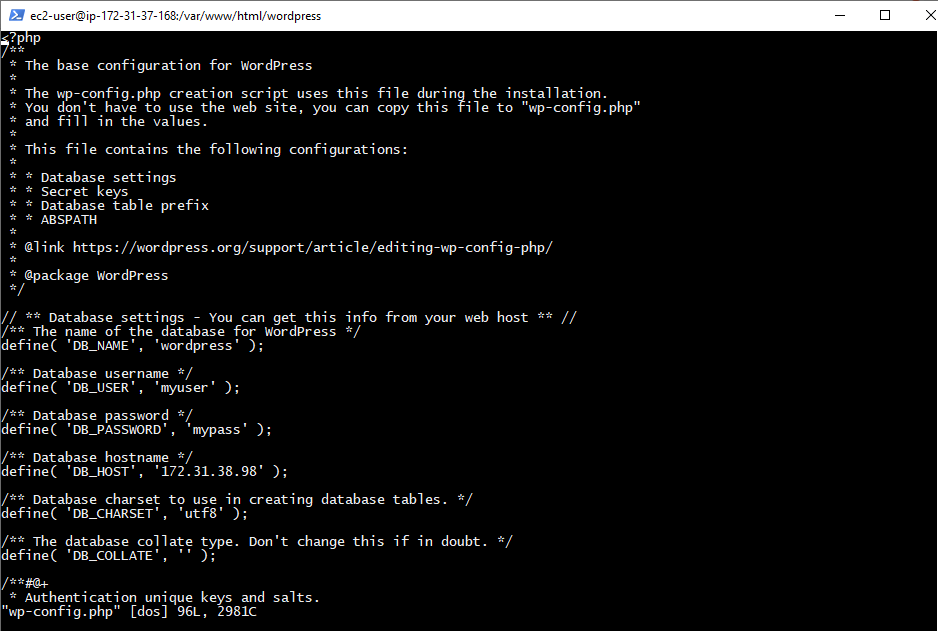 ec2-user@ip-172-31-37-168:/var/www/html/wordpress
<?php
/**
 * The base configuration for WordPress
 *
 * The wp-config.php creation script uses this file during the installation.
 * You don't have to use the web site, you can copy this file to "wp-config.php"
 * and fill in the values.
 *
 * This file contains the following configurations:
 *
 * * Database settings
 * * Secret keys
 * * Database table prefix
 * * ABSPATH
 *
 * @link https://wordpress.org/support/article/editing-wp-config-php/
 *
 * @package WordPress
 */

// ** Database settings - You can get this info from your web host ** //
/** The name of the database for WordPress */
define( 'DB_NAME', 'wordpress' );

/** Database username */
define( 'DB_USER', 'myuser' );

/** Database password */
define( 'DB_PASSWORD', 'mypass' );

/** Database hostname */
define( 'DB_HOST', '172.31.38.98' );

/** Database charset to use in creating database tables. */
define( 'DB_CHARSET', 'utf8' );

/** The database collate type. Don't change this if in doubt. */
define( 'DB_COLLATE', '' );

/**#@+
 * Authentication unique keys and salts.
"wp-config.php" [dos] 96L, 2981C